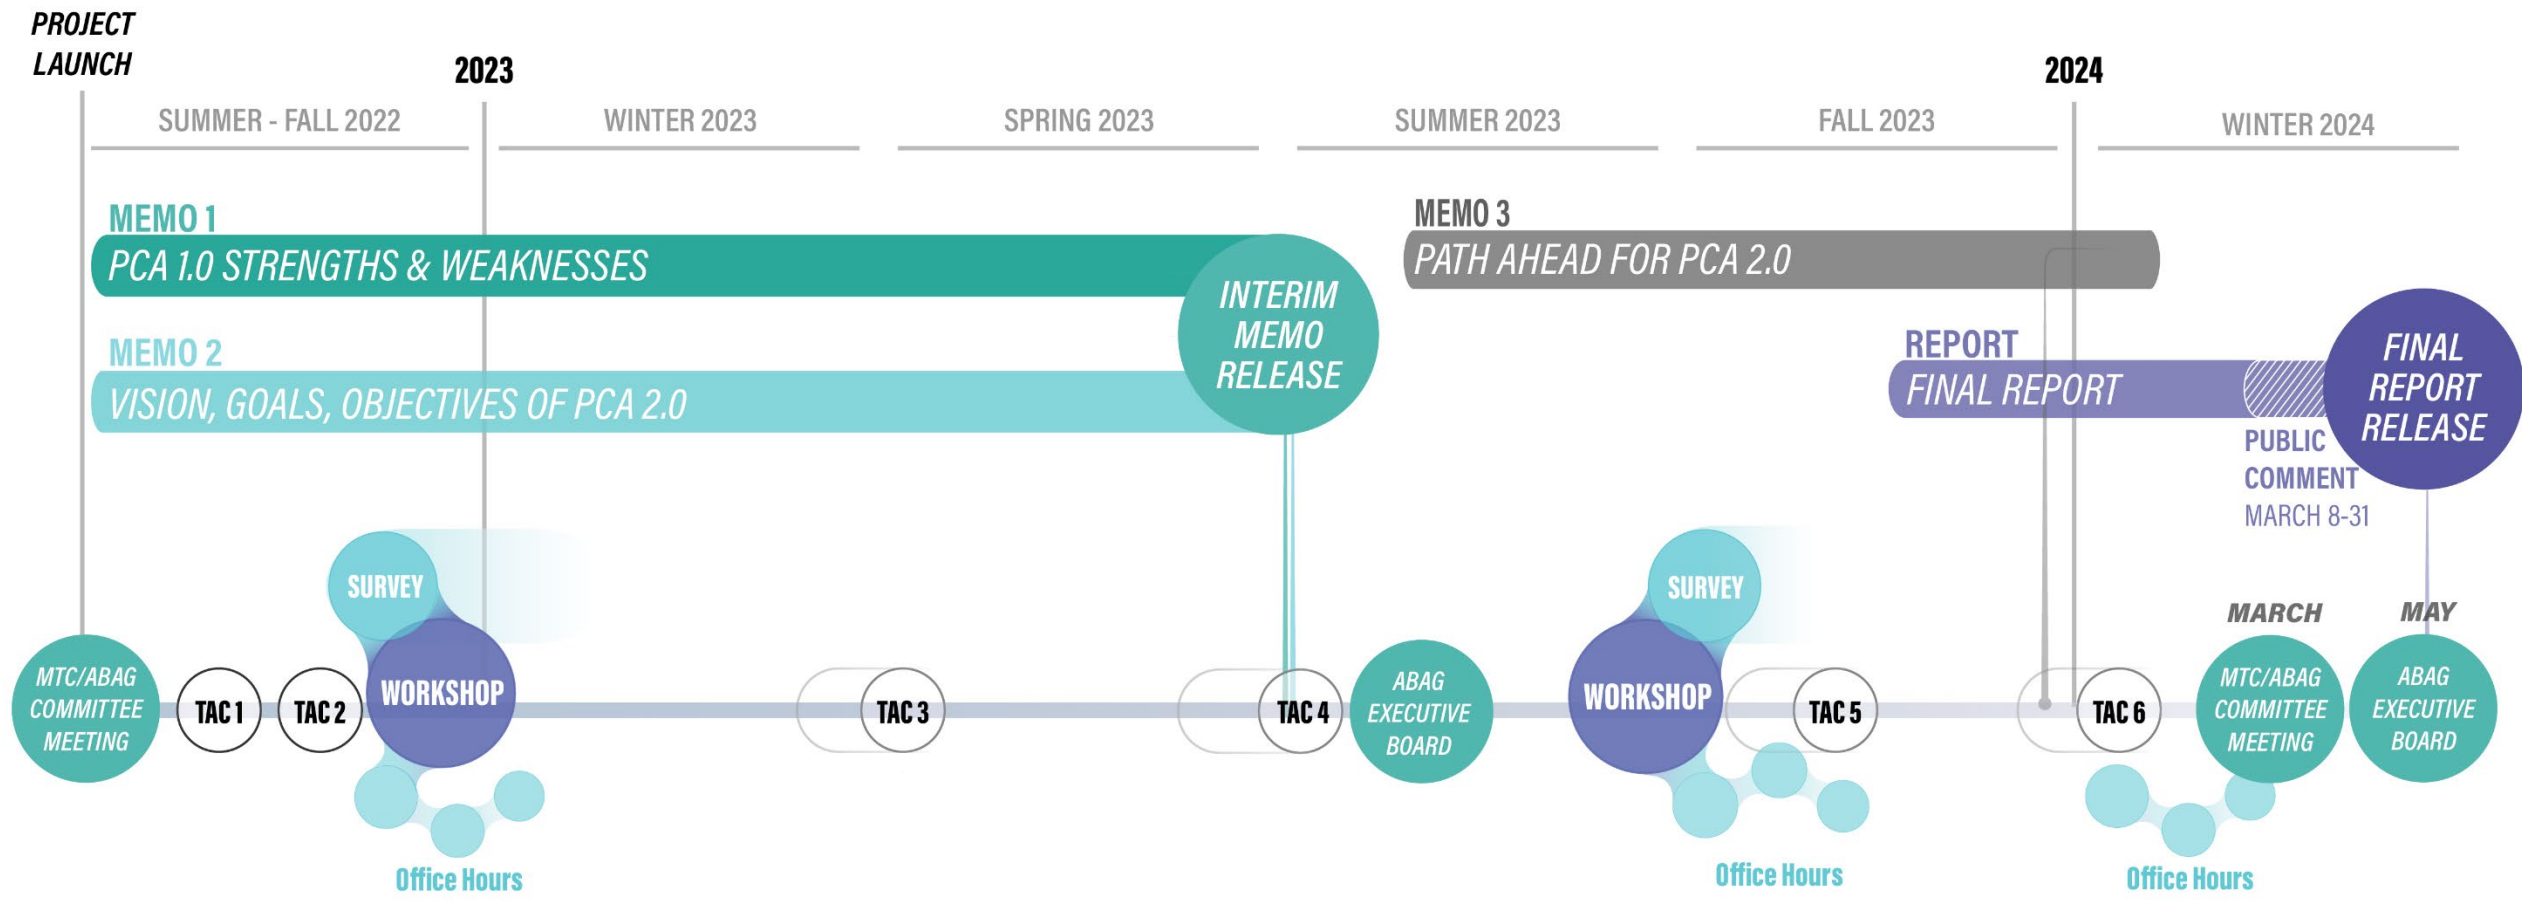 PROJECT
LAUNCH
2023
2024
SUMMER - FALL 2022
WINTER 2023
SPRING 2023
SUMMER 2023
FALL 2023
WINTER 2024
MEMO 1
PCA 1.0 STRENGTHS & WEAKNESSES
MEMO 2
VISION, GOALS, OBJECTIVES OF PCA 2.0
INTERIM
MEMO
RELEASE
MEMO 3
PATH AHEAD FOR PCA 2.0
REPORT
FINAL REPORT
FINAL
REPORT
RELEASE
PUBLIC
COMMENT
MARCH 8-31
MTC/ABAG
COMMITTEE
MEETING
TAC 1
TAC 2
SURVEY
WORKSHOP
Office Hours
TAC 3
TAC 4
ABAG
EXECUTIVE
BOARD
SURVEY
WORKSHOP
Office Hours
TAC 5
TAC 6
Office Hours
MARCH
MTC/ABAG
COMMITTEE
MEETING
MAY
ABAG
EXECUTIVE
BOARD